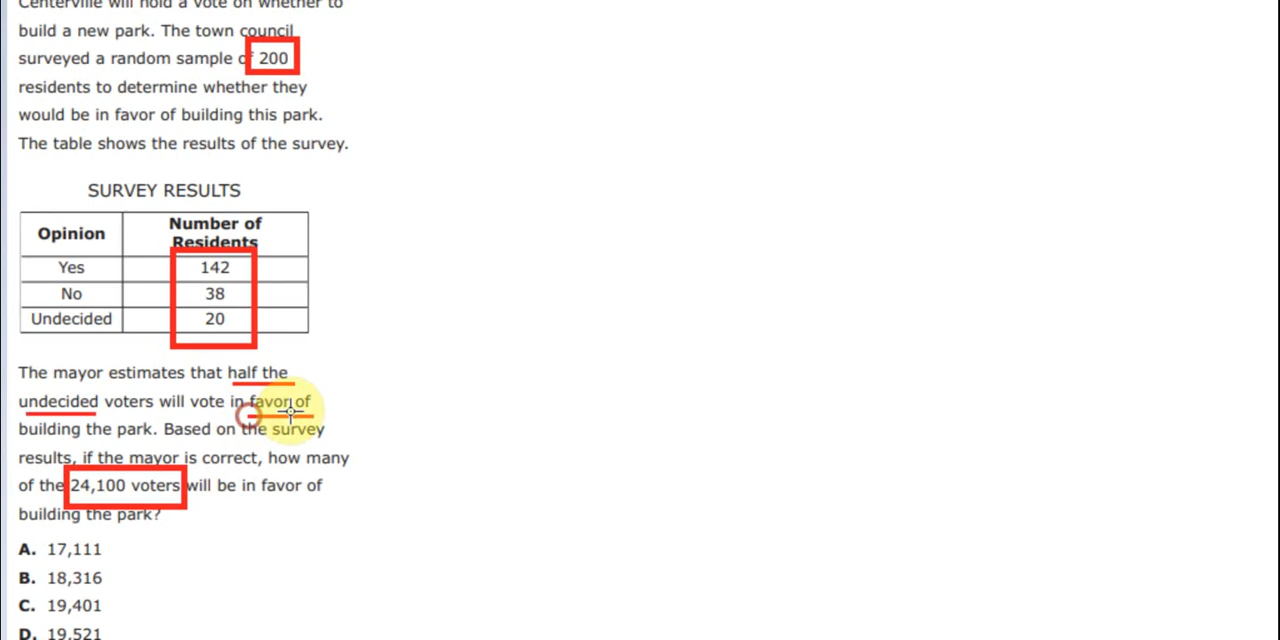 Centerville will hold a vote on whether to
build a new park. The town council
surveyed a random sample of 200
residents to determine whether they
would be in favor of building this park.
The table shows the results of the survey.
SURVEY RESULTS
Opinion Number of Residents
Yes 142
No 38
Undecided 20
The mayor estimates that half the
undecided voters will vote in favor of
building the park. Based on the survey
results, if the mayor is correct, how many
of the 24,100 voters will be in favor of
building the park?
A. 17,111
B. 18,316
C. 19,401
D. 19,521